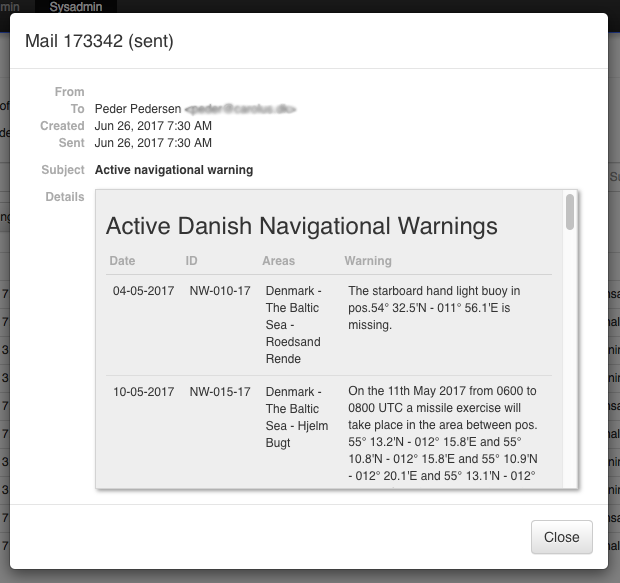 min Sysadmin
Mail 173342 (sent)
From
To Peder Pedersen
Created Jun 26, 2017 7:30 AM
Sent Jun 26, 2017 7:30 AM
Subject Active navigational warning
Details
Active Danish Navigational Warnings
Date ID Areas Warning
04-05-2017 NW-010-17 Denmark - The starboard hand light buoy in
The Baltic pos.54° 32.5'N - 011° 56.1'E is
Sea - missing.
Roedsand
Rende
10-05-2017 NW-015-17 Denmark - On the 11th May 2017 from 0600 to
The Baltic 0800 UTC a missile exercise will
Sea - Hjelm take place in the area between pos.
Bugt 55° 13.2'N - 012° 15.8'E and 55°
10.8'N - 012° 15.8'E and 55° 10.9'N
- 012° 20.1'E and 55° 13.1'N - 012°
Close